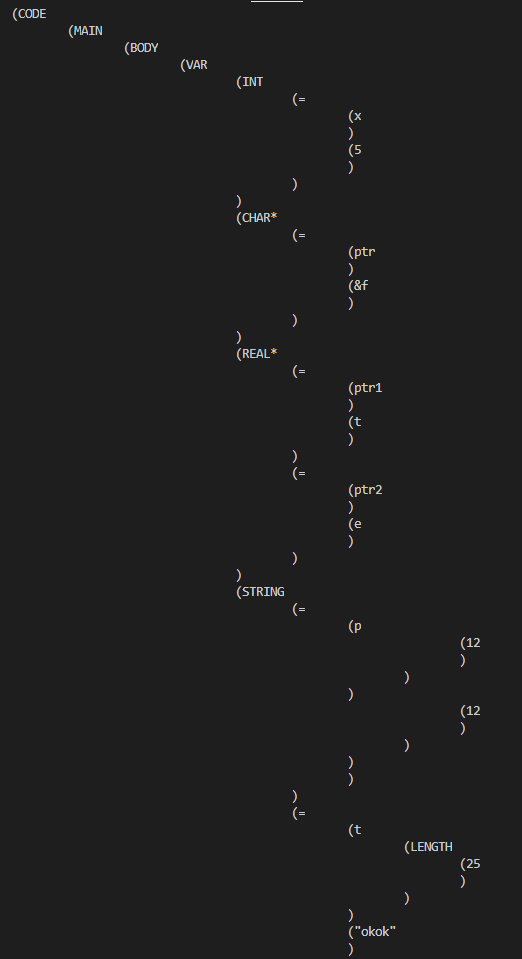 (CODE
(MAIN
(BODY
(VAR
(INT
(=
(x
)
(5
)
)
)
(CHAR*
(=
(ptr
)
(&f
)
)
)
(REAL*
(=
(ptr1
)
(t
)
)
(=
(ptr2
)
(e
)
)
)
(STRING
(=
(p
(12
)
)
)
(12
)
)
)
)
)
(=
(t
(LENGTH
(25
)
)
)
("okok"
)